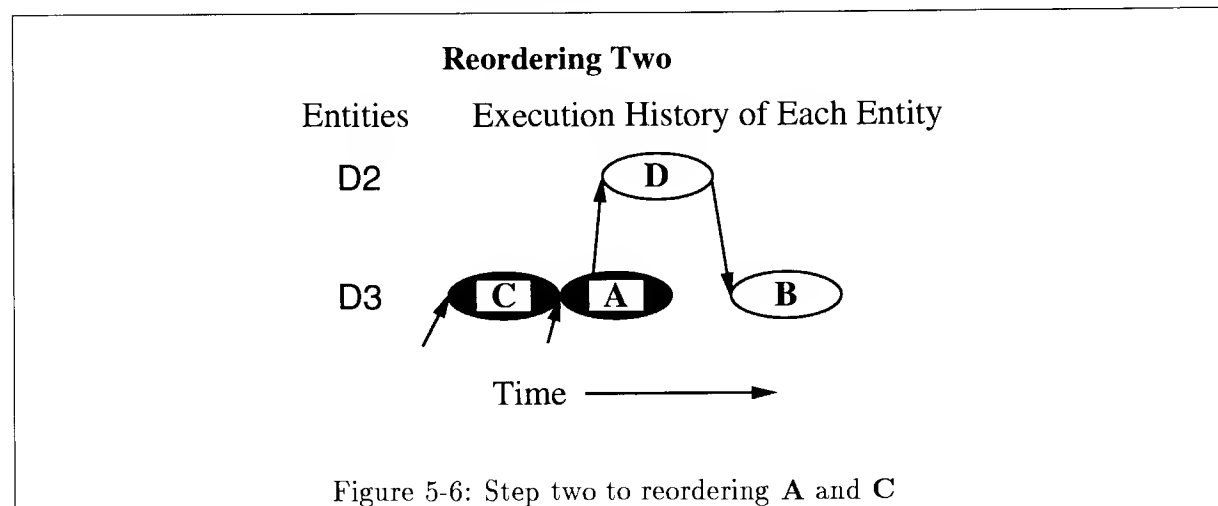 Reordering Two
Entities Execution History of Each Entity
D2 D
D3 C A B
Time
Figure 5-6: Step two to reordering A and C